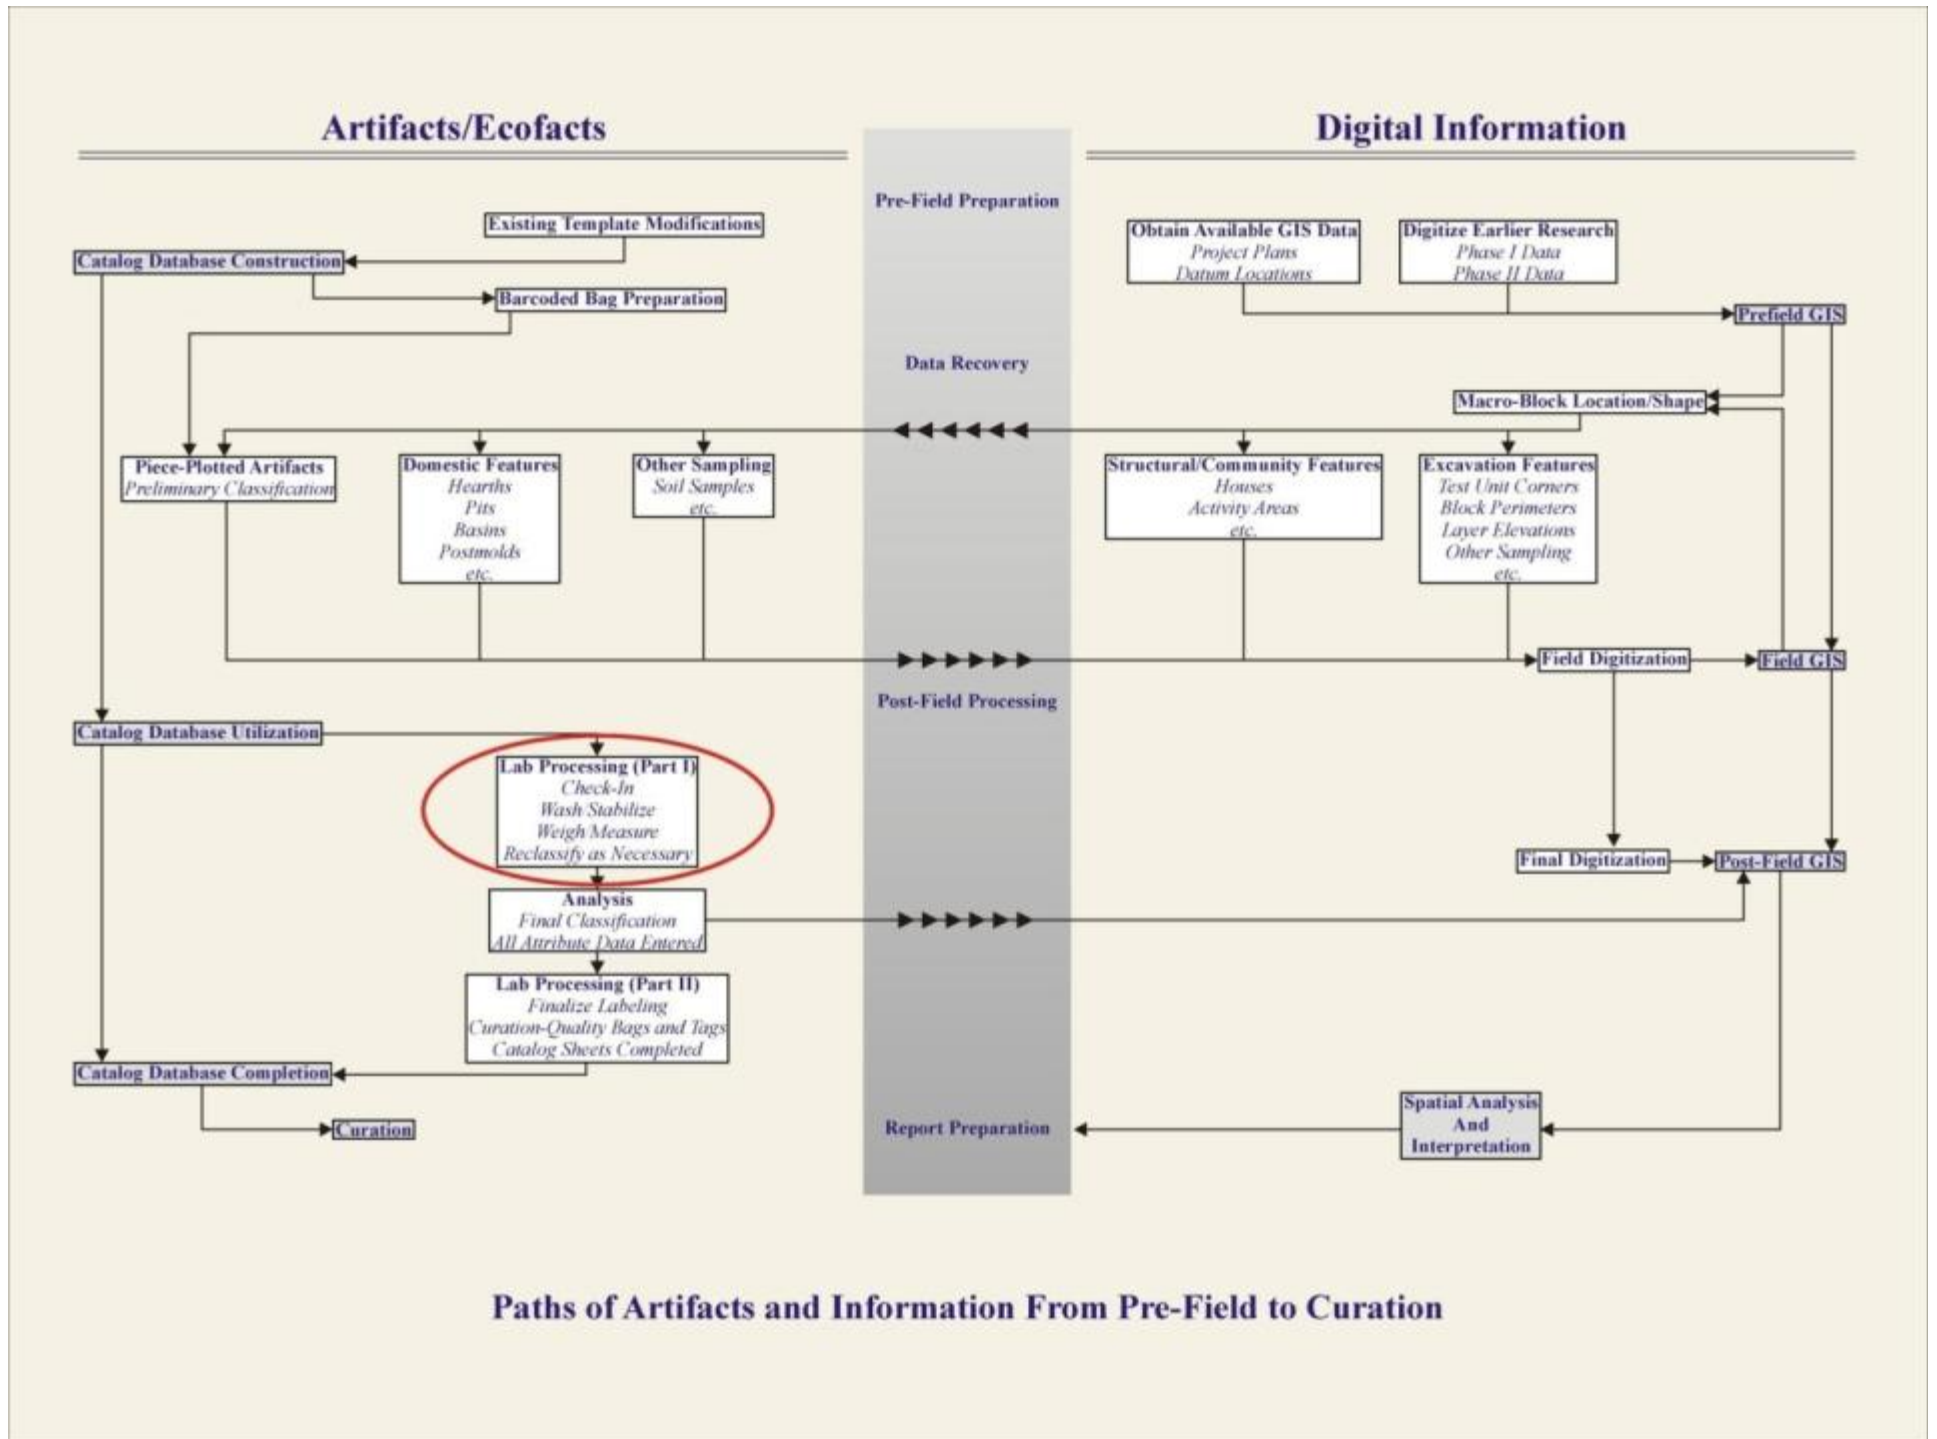 Artifacts/Ecofacts
Digital Information
Pre-Field Preparation
Existing Template Modifications
Catalog Database Construction
Barcoded Bag Preparation
Obtain Available GIS Data
Project Plans
Datum Locations
Digitize Earlier Research
Phase I Data
Phase II Data
Prefield GIS
Data Recovery
Macro-Block Location/Shape
Piece-Plotted Artifacts
Preliminary Classification
Domestic Features
Hearths
Pits
Basins
Postmolds
etc.
Other Sampling
Soil Samples
etc.
Structural/Community Features
Houses
Activity Areas
etc.
Excavation Features
Test Unit Corners
Block Perimeters
Layer Elevations
Other Sampling
etc.
Field Digitization
Field GIS
Post-Field Processing
Catalog Database Utilization
Lab Processing (Part I)
Check-In
Wash/Stabilize
Weigh/Measure
Reclassify as Necessary
Analysis
Final Classification
All Attribute Data Entered
Final Digitization
Post-Field GIS
Lab Processing (Part II)
Finalize Labeling
Curation-Quality Bags and Tags
Catalog Sheets Completed
Catalog Database Completion
Curation
Report Preparation
Spatial Analysis
And
Interpretation
Paths of Artifacts and Information From Pre-Field to Curation